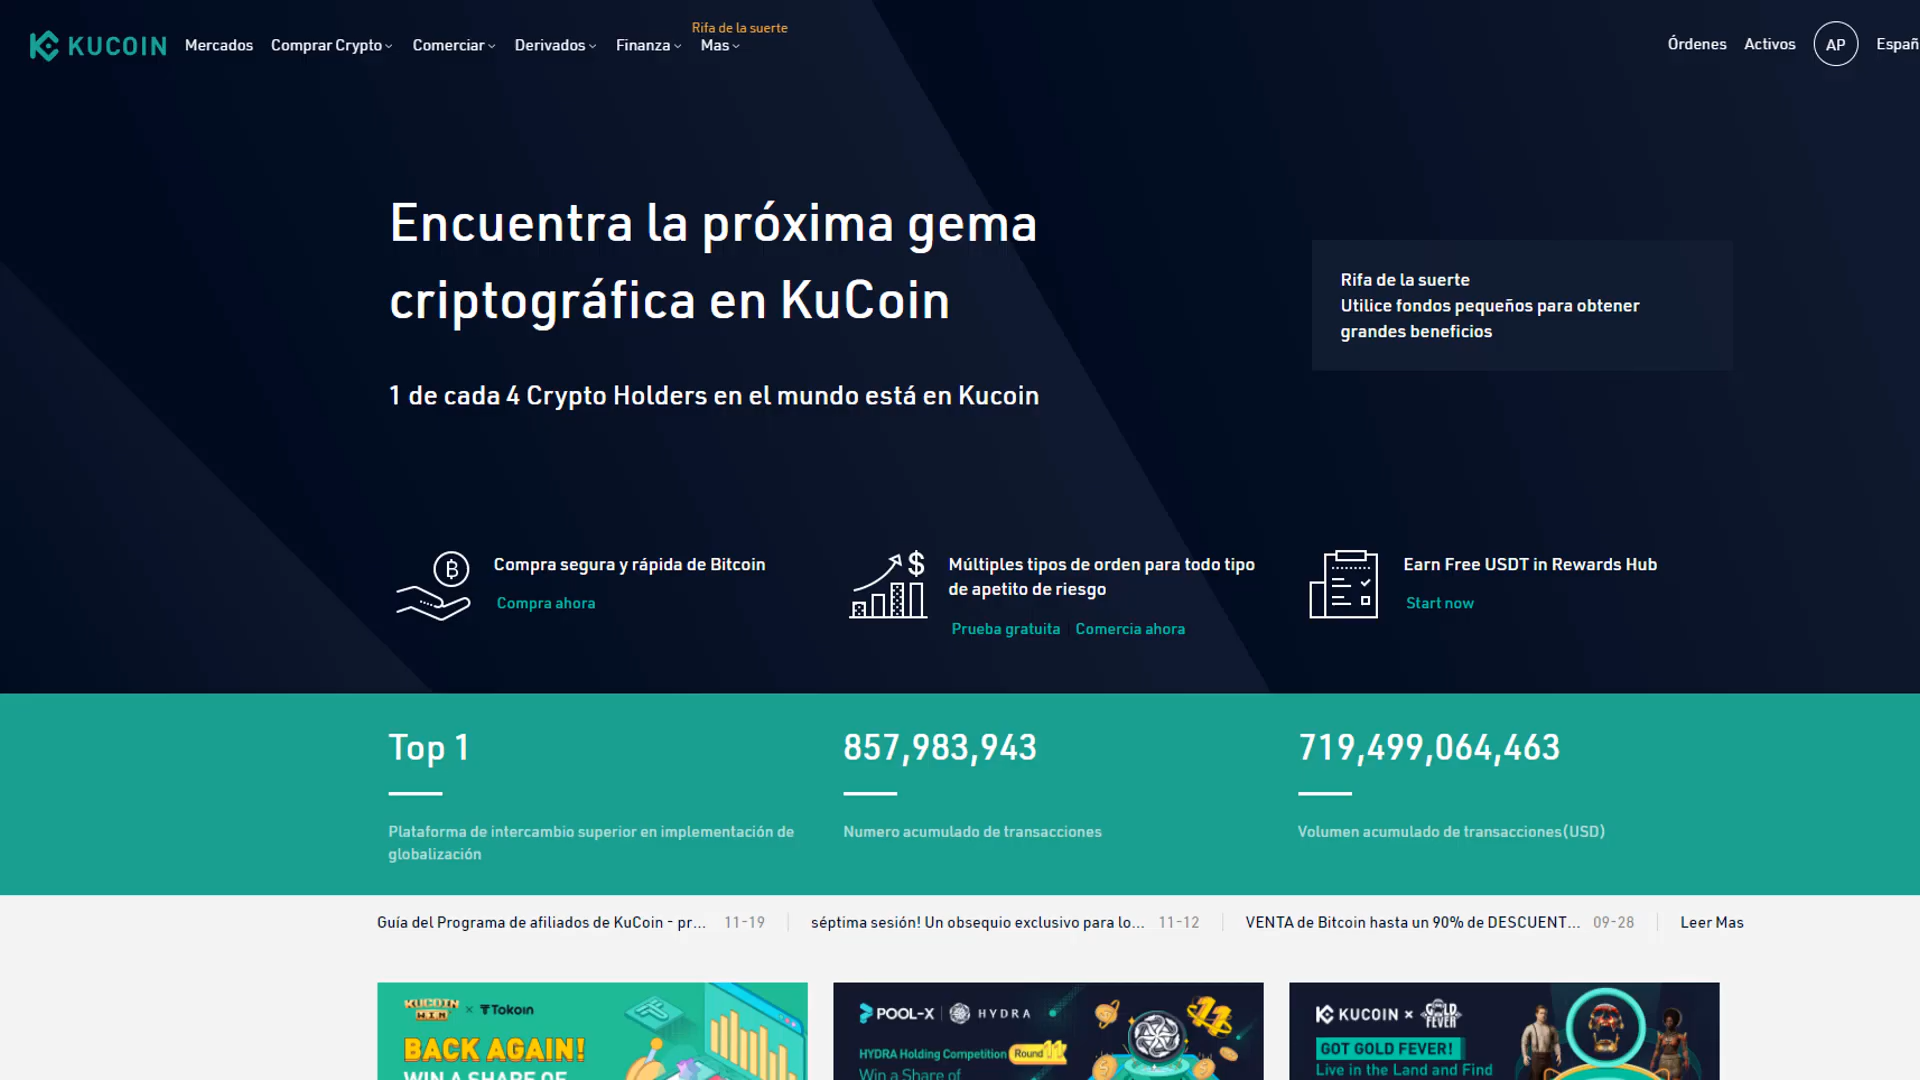 KUCOIN
Mercados
Comprar Crypto
Comerciar
Derivados
Finanza
Rifa de la suerte
Mas
Órdenes
Activos
AP
Españ
Encuentra la próxima gema
criptográfica en KuCoin
1 de cada 4 Crypto Holders en el mundo está en Kucoin
Rifa de la suerte
Utilice fondos pequeños para obtener
grandes beneficios
Compra segura y rápida de Bitcoin
Compra ahora
Múltiples tipos de orden para todo tipo
de apetito de riesgo
Prueba gratuita
Comercia ahora
Earn Free USDT in Rewards Hub
Start now
Top 1
Plataforma de intercambio superior en implementación de
globalización
857,983,943
Numero acumulado de transacciones
719,499,064,463
Volumen acumulado de transacciones(USD)
Guía del Programa de afiliados de KuCoin - pr... 11-19
séptima sesión! Un obsequio exclusivo para lo... 11-12
VENTA de Bitcoin hasta un 90% de DESCUENT... 09-28
Leer Mas
KUCOIN WIN × Tokoin
BACK AGAIN!
WIN A SHARE OF
POOL-X | HYDRA
HYDRA Holding Competition Round 11
Win a Share of
KUCOIN × GOLD FEVER
GOT GOLD FEVER!
Live in the Land and Find